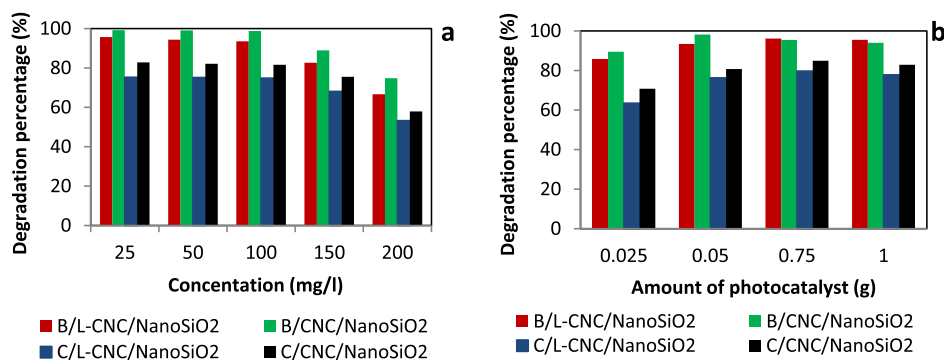 a
Degradation percentage (%)
100
80
60
40
20
0
25 50 100 150 200
Concentation (mg/l)
B/L-CNC/NanoSiO2 B/CNC/NanoSiO2
C/L-CNC/NanoSiO2 C/CNC/NanoSiO2
b
Degradation percentage (%)
100
80
60
40
20
0
0.025 0.05 0.75 1
Amount of photocatalyst (g)
B/L-CNC/NanoSiO2 B/CNC/NanoSiO2
C/L-CNC/NanoSiO2 C/CNC/NanoSiO2